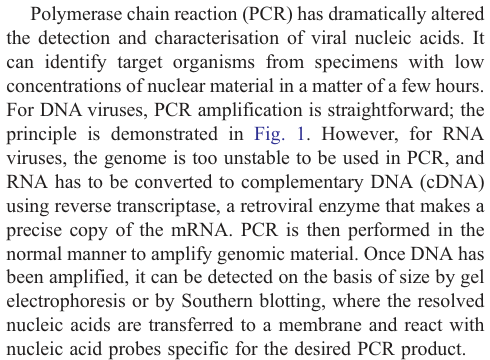 Polymerase chain reaction (PCR) has dramatically altered
the detection and characterisation of viral nucleic acids. It
can identify target organisms from specimens with low
concentrations of nuclear material in a matter of a few hours.
For DNA viruses, PCR amplification is straightforward; the
principle is demonstrated in Fig. 1. However, for RNA
viruses, the genome is too unstable to be used in PCR, and
RNA has to be converted to complementary DNA (cDNA)
using reverse transcriptase, a retroviral enzyme that makes a
precise copy of the mRNA. PCR is then performed in the
normal manner to amplify genomic material. Once DNA has
been amplified, it can be detected on the basis of size by gel
electrophoresis or by Southern blotting, where the resolved
nucleic acids are transferred to a membrane and react with
nucleic acid probes specific for the desired PCR product.